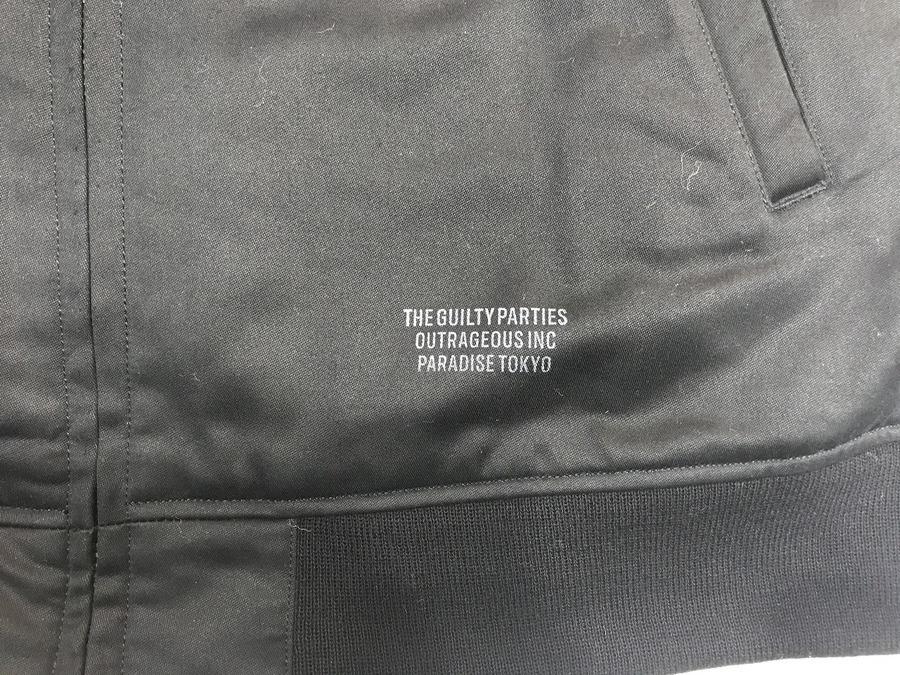 THE GUILTY PARTIES
OUTRAGEOUS INC
PARADISE TOKYO